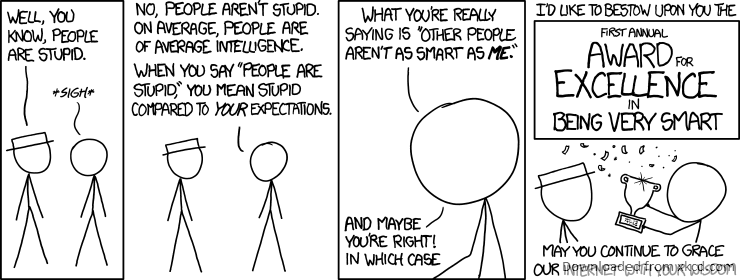 WELL, YOU
KNOW, PEOPLE
ARE STUPID.
*SIGH*
NO, PEOPLE AREN'T STUPID.
ON AVERAGE, PEOPLE ARE
OF AVERAGE INTELLIGENCE.
WHEN YOU SAY "PEOPLE ARE
STUPID," YOU MEAN STUPID
COMPARED TO YOUR EXPECTATIONS.
WHAT YOU'RE REALLY
SAYING IS "OTHER PEOPLE
AREN'T AS SMART AS ME."
AND MAYBE
YOU'RE RIGHT!
IN WHICH CASE
I'D LIKE TO BESTOW UPON YOU THE
FIRST ANNUAL
AWARD FOR
EXCELLENCE
IN
BEING VERY SMART
MAY YOU CONTINUE TO GRACE
OUR INTERNET WITH YOUR WISDOM
Downloaded from xkcd.com